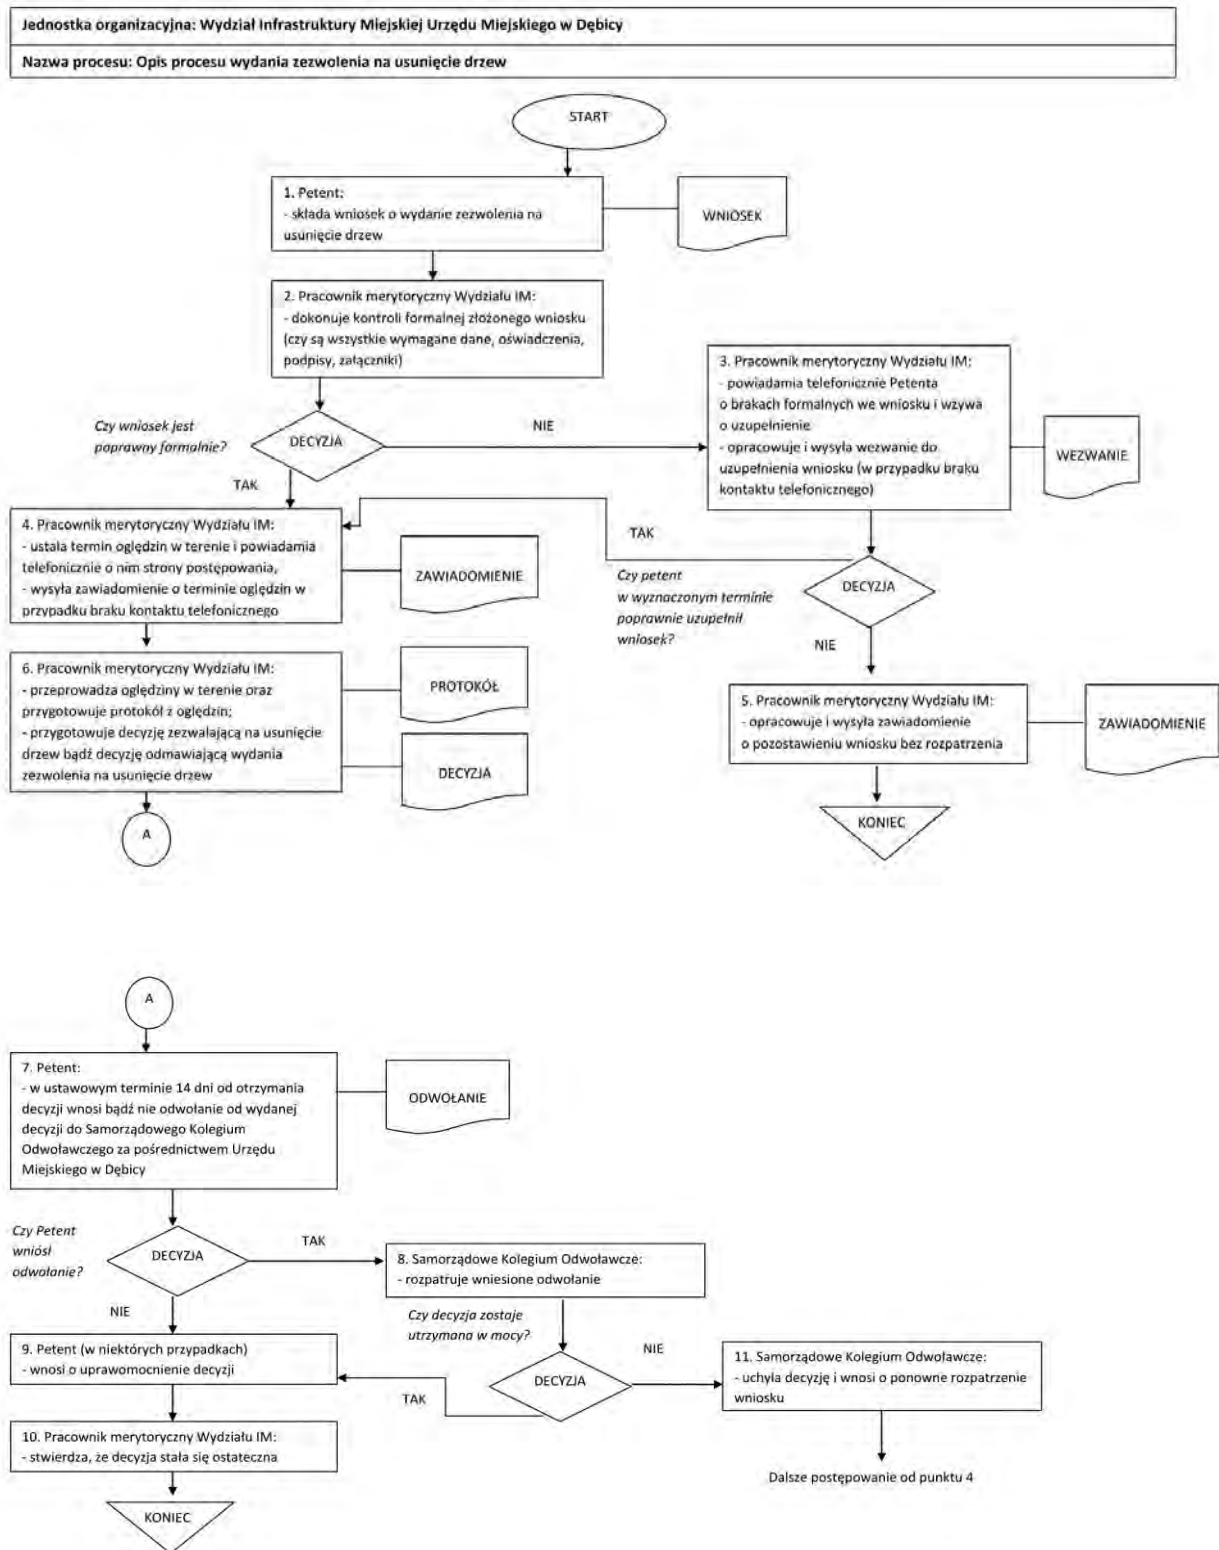 Jednostka organizacyjna: Wydział Infrastruktury Miejskiej Urzędu Miejskiego w Dębicy
Nazwa procesu: Opis procesu wydania zezwolenia na usunięcie drzew
START
1. Petent:
- składa wniosek o wydanie zezwolenia na
usunięcie drzew
WNIOSEK
2. Pracownik merytoryczny Wydziału IM:
- dokonuje kontroli formalnej złożonego wniosku
(czy są wszystkie wymagane dane, oświadczenia,
podpisy, załączniki)
Czy wniosek jest
poprawny formalnie?
DECYZJA
NIE
TAK
3. Pracownik merytoryczny Wydziału IM:
- powiadamia telefonicznie Petenta
o brakach formalnych we wniosku i wzywa
o uzupełnienie
- opracowuje i wysyła wezwanie do
uzupełnienia wniosku (w przypadku braku
kontaktu telefonicznego)
WEZWANIE
4. Pracownik merytoryczny Wydziału IM:
- ustala termin oględzin w terenie i powiadamia
telefonicznie o nim strony postępowania,
- wysyła zawiadomienie o terminie oględzin w
przypadku braku kontaktu telefonicznego
ZAWIADOMIENIE
TAK
Czy petent
w wyznaczonym terminie
poprawnie uzupełnił
wniosek?
DECYZJA
NIE
6. Pracownik merytoryczny Wydziału IM:
- przeprowadza oględziny w terenie oraz
przygotowuje protokół z oględzin;
- przygotowuje decyzję zezwalającą na usunięcie
drzew bądź decyzję odmawiającą wydania
zezwolenia na usunięcie drzew
PROTOKÓŁ
DECYZJA
5. Pracownik merytoryczny Wydziału IM:
- opracowuje i wysyła zawiadomienie
o pozostawieniu wniosku bez rozpatrzenia
ZAWIADOMIENIE
KONIEC
A
A
7. Petent:
- w ustawowym terminie 14 dni od otrzymania
decyzji wnosi bądź nie odwołanie od wydanej
decyzji do Samorządowego Kolegium
Odwoławczego za pośrednictwem Urzędu
Miejskiego w Dębicy
ODWOŁANIE
Czy Petent
wniósł
odwołanie?
DECYZJA
TAK
NIE
8. Samorządowe Kolegium Odwoławcze:
- rozpatruje wniesione odwołanie
Czy decyzja zostaje
utrzymana w mocy?
DECYZJA
NIE
TAK
9. Petent (w niektórych przypadkach)
- wnosi o uprawomocnienie decyzji
11. Samorządowe Kolegium Odwoławcze:
- uchyla decyzję i wnosi o ponowne rozpatrzenie
wniosku
10. Pracownik merytoryczny Wydziału IM:
- stwierdza, że decyzja stała się ostateczna
Dalsze postępowanie od punktu 4
KONIEC